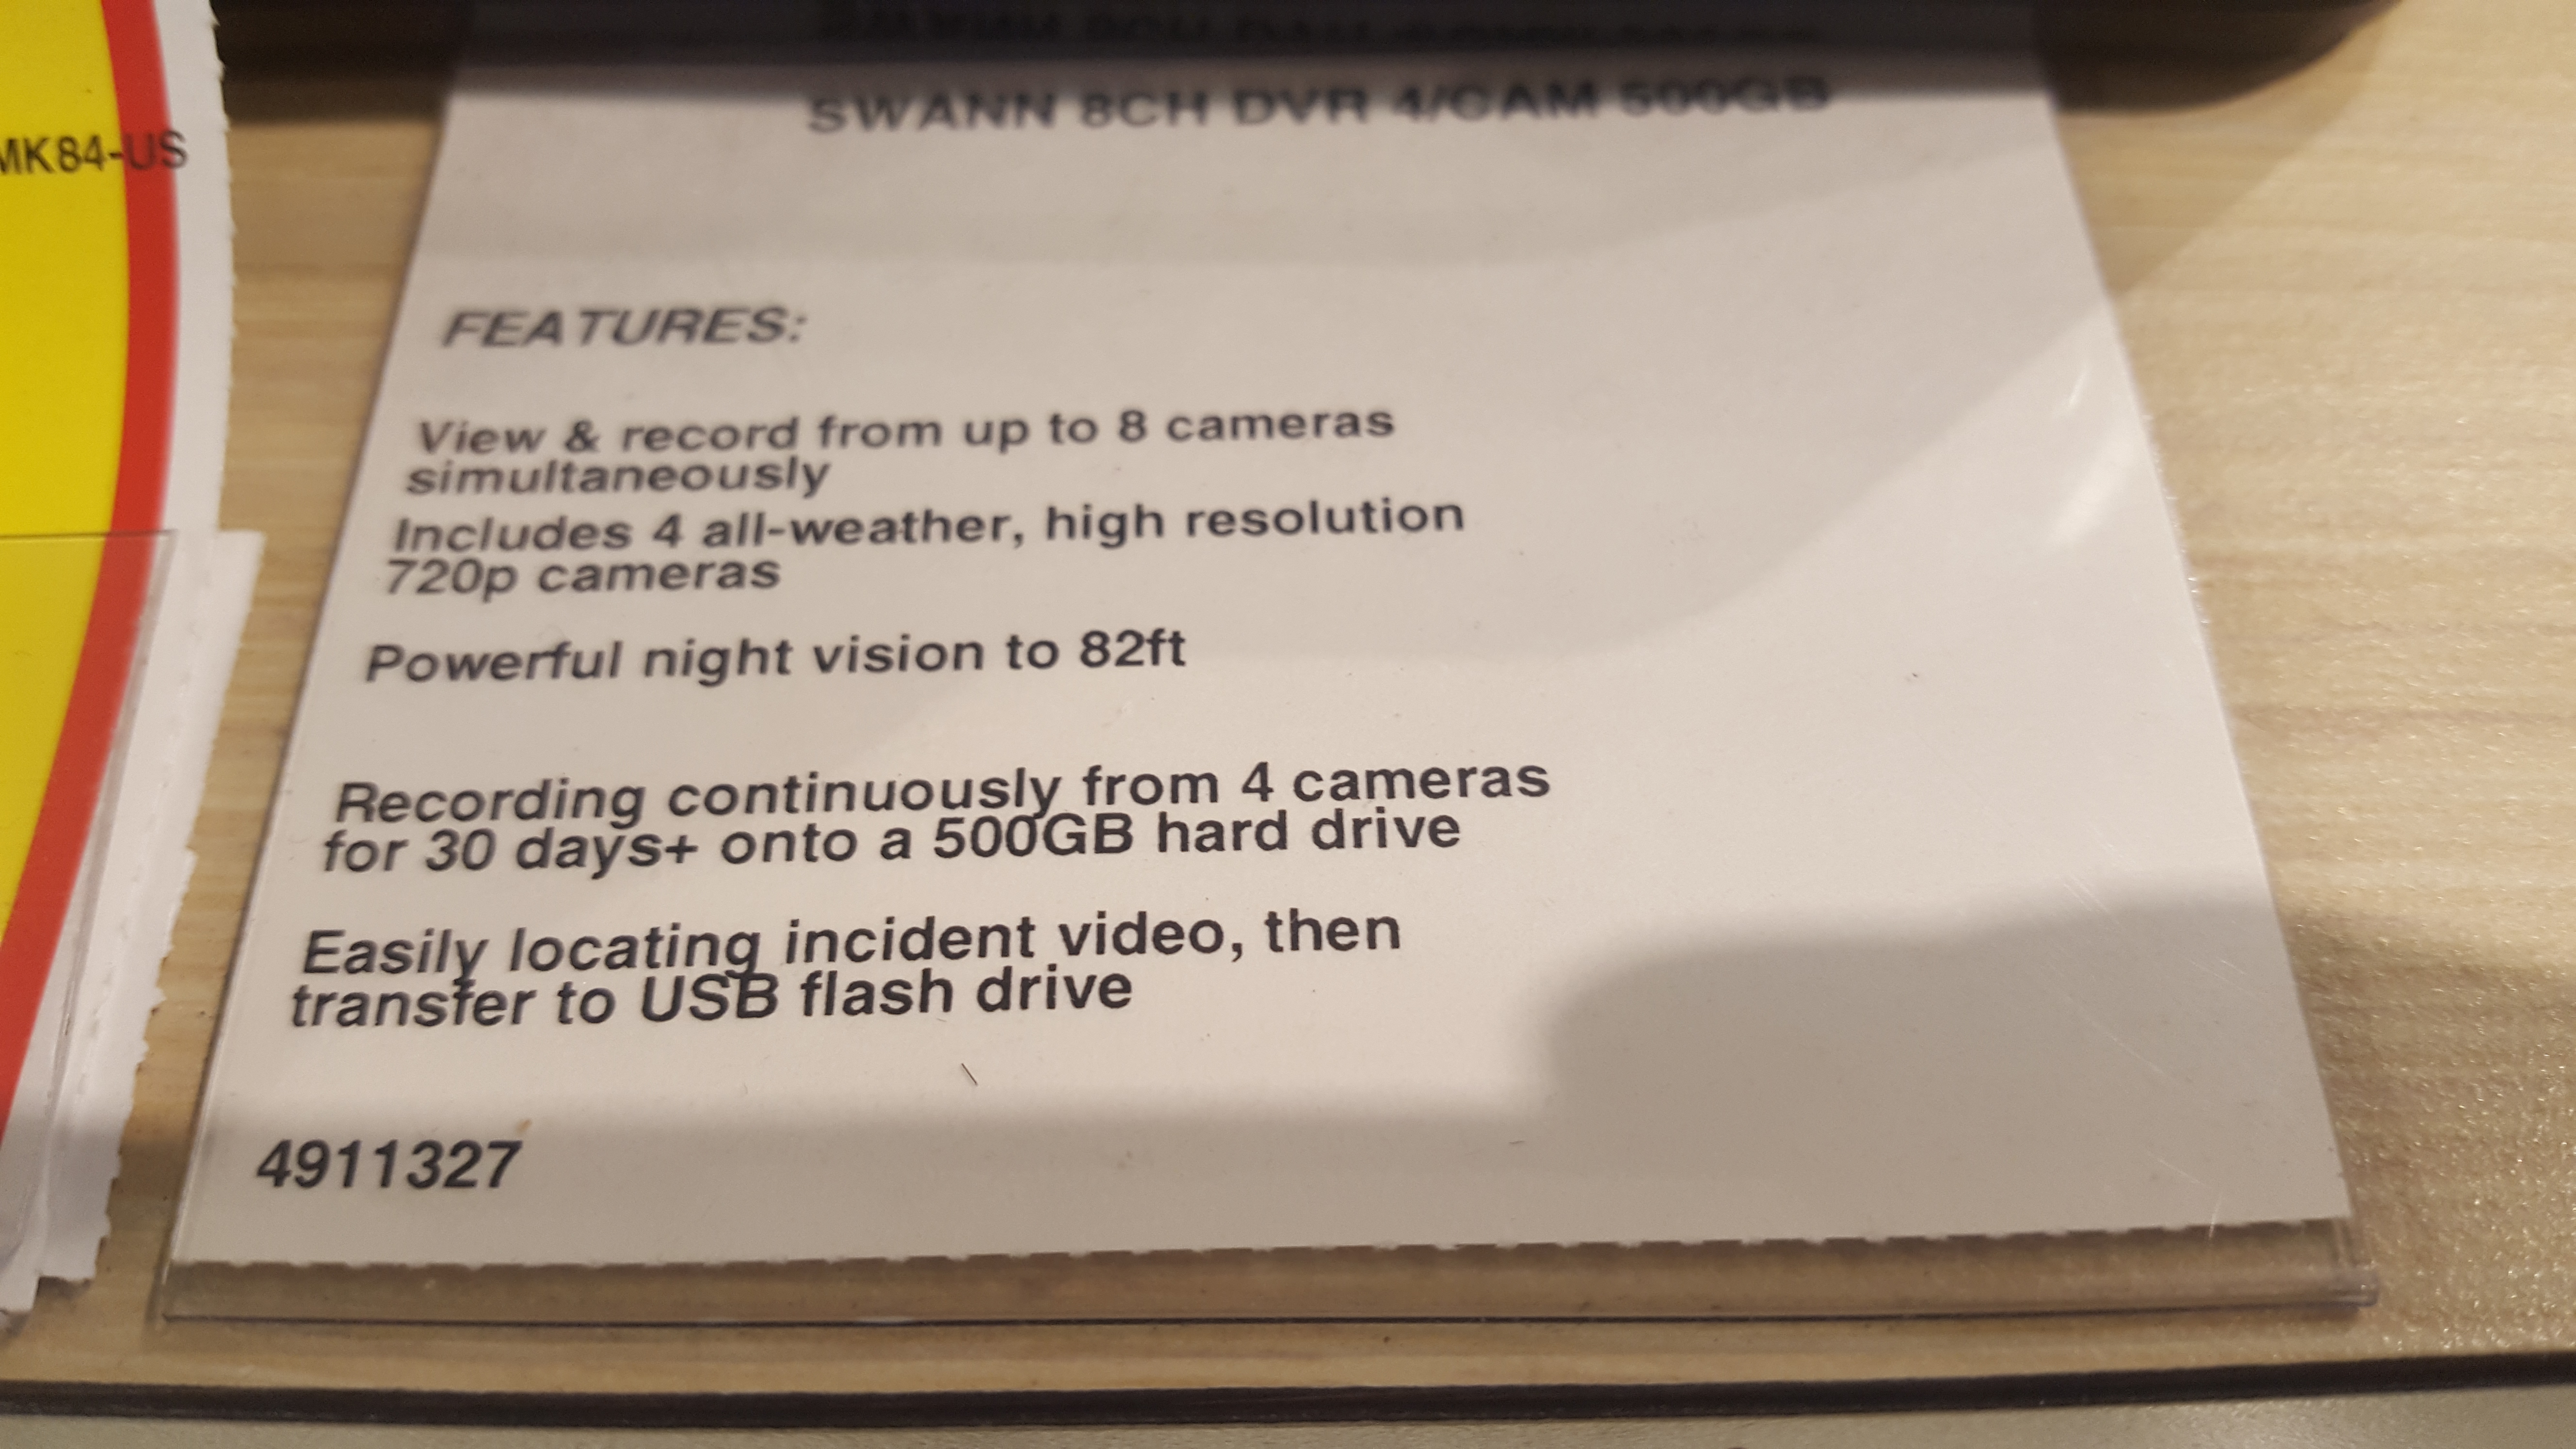 MK84-US
SWANN 8CH DVR 4/CAM 500GB
FEATURES:
View & record from up to 8 cameras
simultaneously
Includes 4 all-weather, high resolution
720p cameras
Powerful night vision to 82ft
Recording continuously from 4 cameras
for 30 days+ onto a 500GB hard drive
Easily locating incident video, then
transfer to USB flash drive
4911327